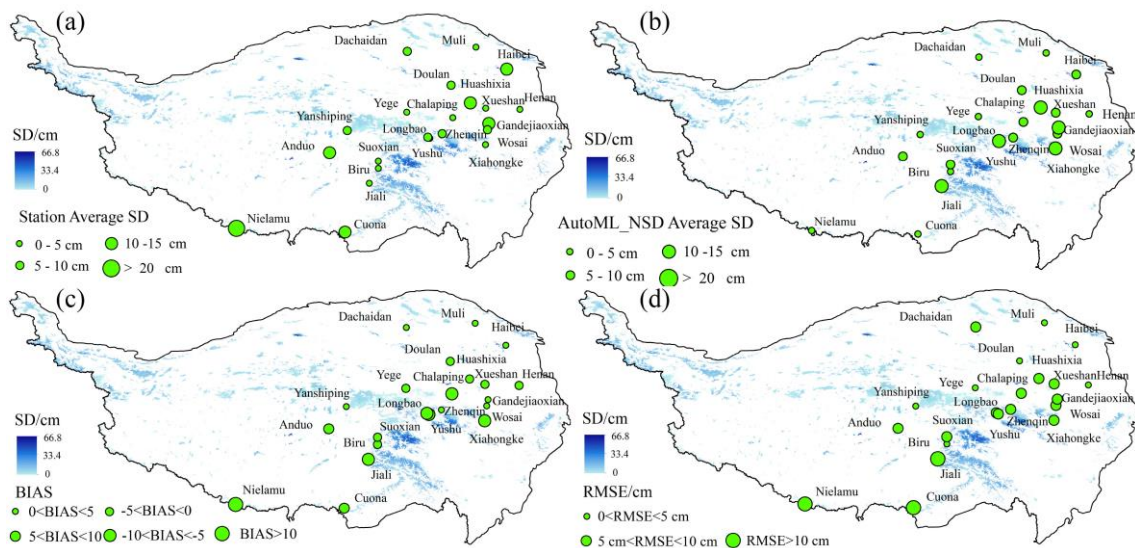 (a)
Dachaidan
Muli
Haibei
Doulan
Huashixia
Yege
Chalaping
Xueshan
Henan
Yanshiping
Longbao
Zhenqin
Gandejiaoxian
Anduo
Suoxian
Yushu
Wosai
Biru
Xiahongke
Jiali
Nielamu
Cuona
SD/cm
66.8
33.4
0
Station Average SD
0 - 5 cm
10 -15 cm
5 - 10 cm
> 20 cm
(b)
Dachaidan
Muli
Haibei
Doulan
Huashixia
Yege
Chalaping
Xueshan
Henan
Yanshiping
Longbao
Zhenqin
Gandejiaoxian
Anduo
Suoxian
Yushu
Wosai
Biru
Xiahongke
Jiali
Nielamu
Cuona
SD/cm
66.8
33.4
0
AutoML_NSD Average SD
0 - 5 cm
10 -15 cm
5 - 10 cm
> 20 cm
(c)
Dachaidan
Muli
Haibei
Doulan
Huashixia
Yege
Chalaping
Xueshan
Henan
Yanshiping
Longbao
Zhenqin
Gandejiaoxian
Anduo
Suoxian
Yushu
Wosai
Biru
Xiahongke
Jiali
Nielamu
Cuona
SD/cm
66.8
33.4
0
BIAS
0<BIAS<5
-5<BIAS<0
5<BIAS<10
-10<BIAS<-5
BIAS>10
(d)
Dachaidan
Muli
Haibei
Doulan
Huashixia
Yege
Chalaping
XueshanHenan
Yanshiping
Longbao
Zhenqin
Gandejiaoxian
Anduo
Suoxian
Yushu
Wosai
Biru
Xiahongke
Jiali
Nielamu
Cuona
SD/cm
66.8
33.4
0
RMSE/cm
0<RMSE<5 cm
5 cm<RMSE<10 cm
RMSE>10 cm